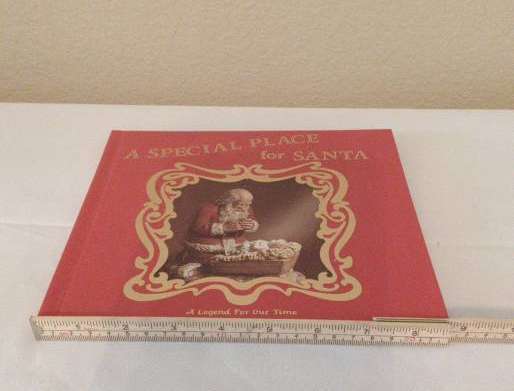 A SPECIAL PLACE
for SANTA
A Legend For Our Time